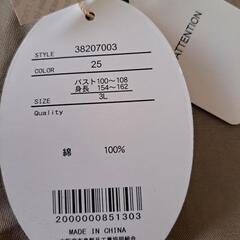 STYLE 38207003
COLOR 25
バスト100～108
身長 154～162
SIZE 3L
Quality
綿 100%
MADE IN
CHINA
2000000851303
ATTENTION